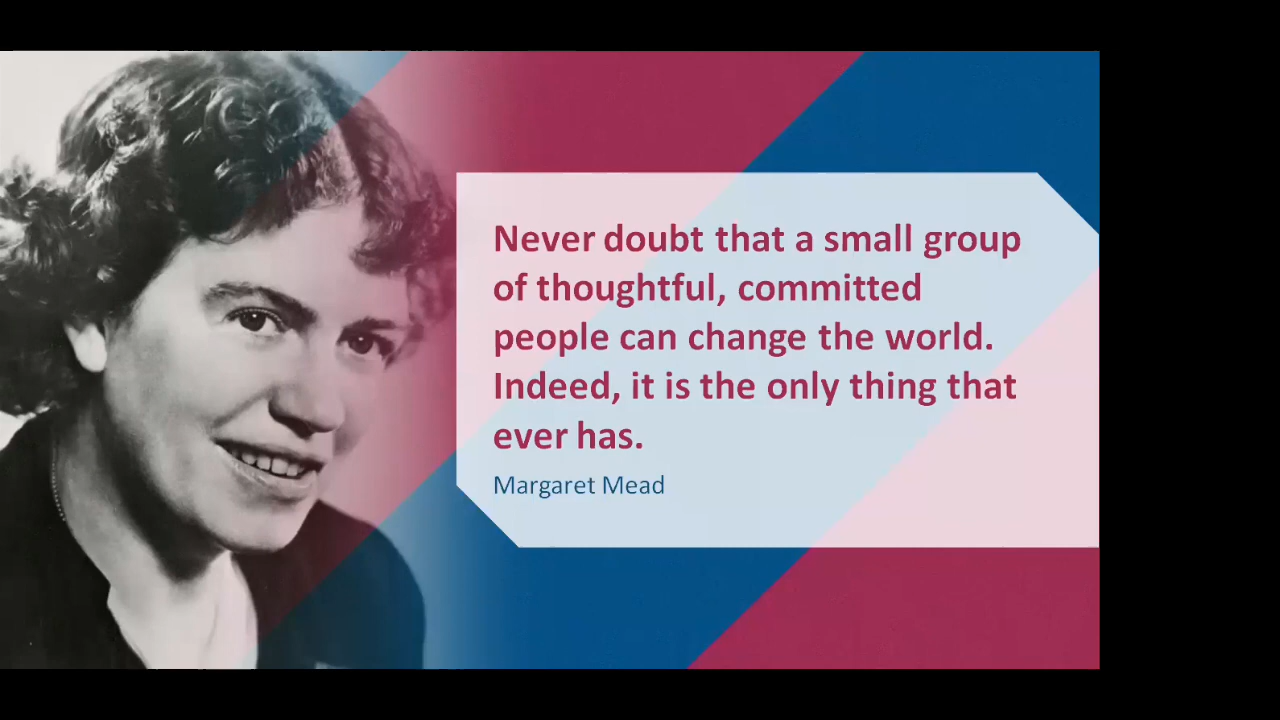 Never doubt that a small group
of thoughtful, committed
people can change the world.
Indeed, it is the only thing that
ever has.
Margaret Mead